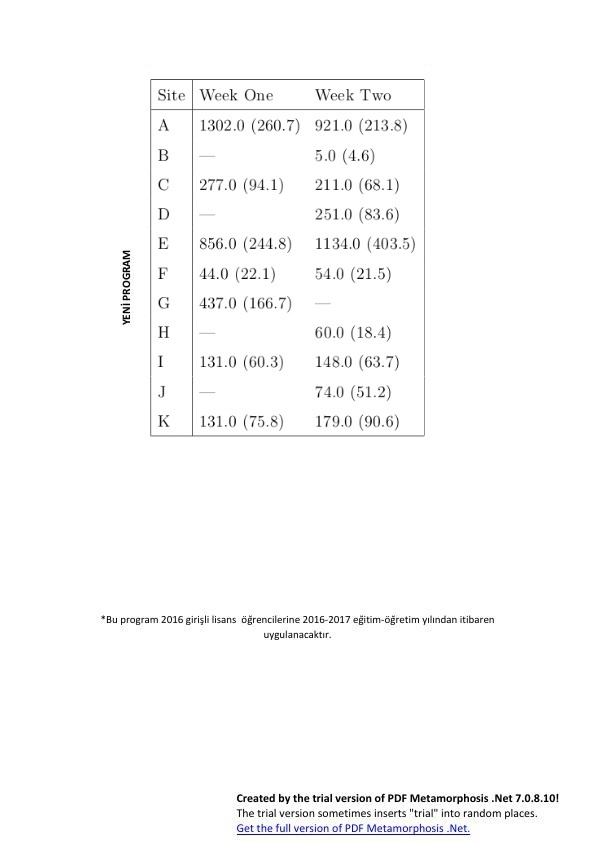 Site Week One Week Two
A 1302.0 (260.7) 921.0 (213.8)
B — 5.0 (4.6)
C 277.0 (94.1) 211.0 (68.1)
D — 251.0 (83.6)
E 856.0 (244.8) 1134.0 (403.5)
F 44.0 (22.1) 54.0 (21.5)
G 437.0 (166.7) —
H — 60.0 (18.4)
I 131.0 (60.3) 148.0 (63.7)
J — 74.0 (51.2)
K 131.0 (75.8) 179.0 (90.6)
YENİ PROGRAM
*Bu program 2016 girişli lisans öğrencilerine 2016-2017 eğitim-öğretim yılından itibaren
uygulanacaktır.
Created by the trial version of PDF Metamorphosis .Net 7.0.8.10!
The trial version sometimes inserts "trial" into random places.
Get the full version of PDF Metamorphosis .Net.